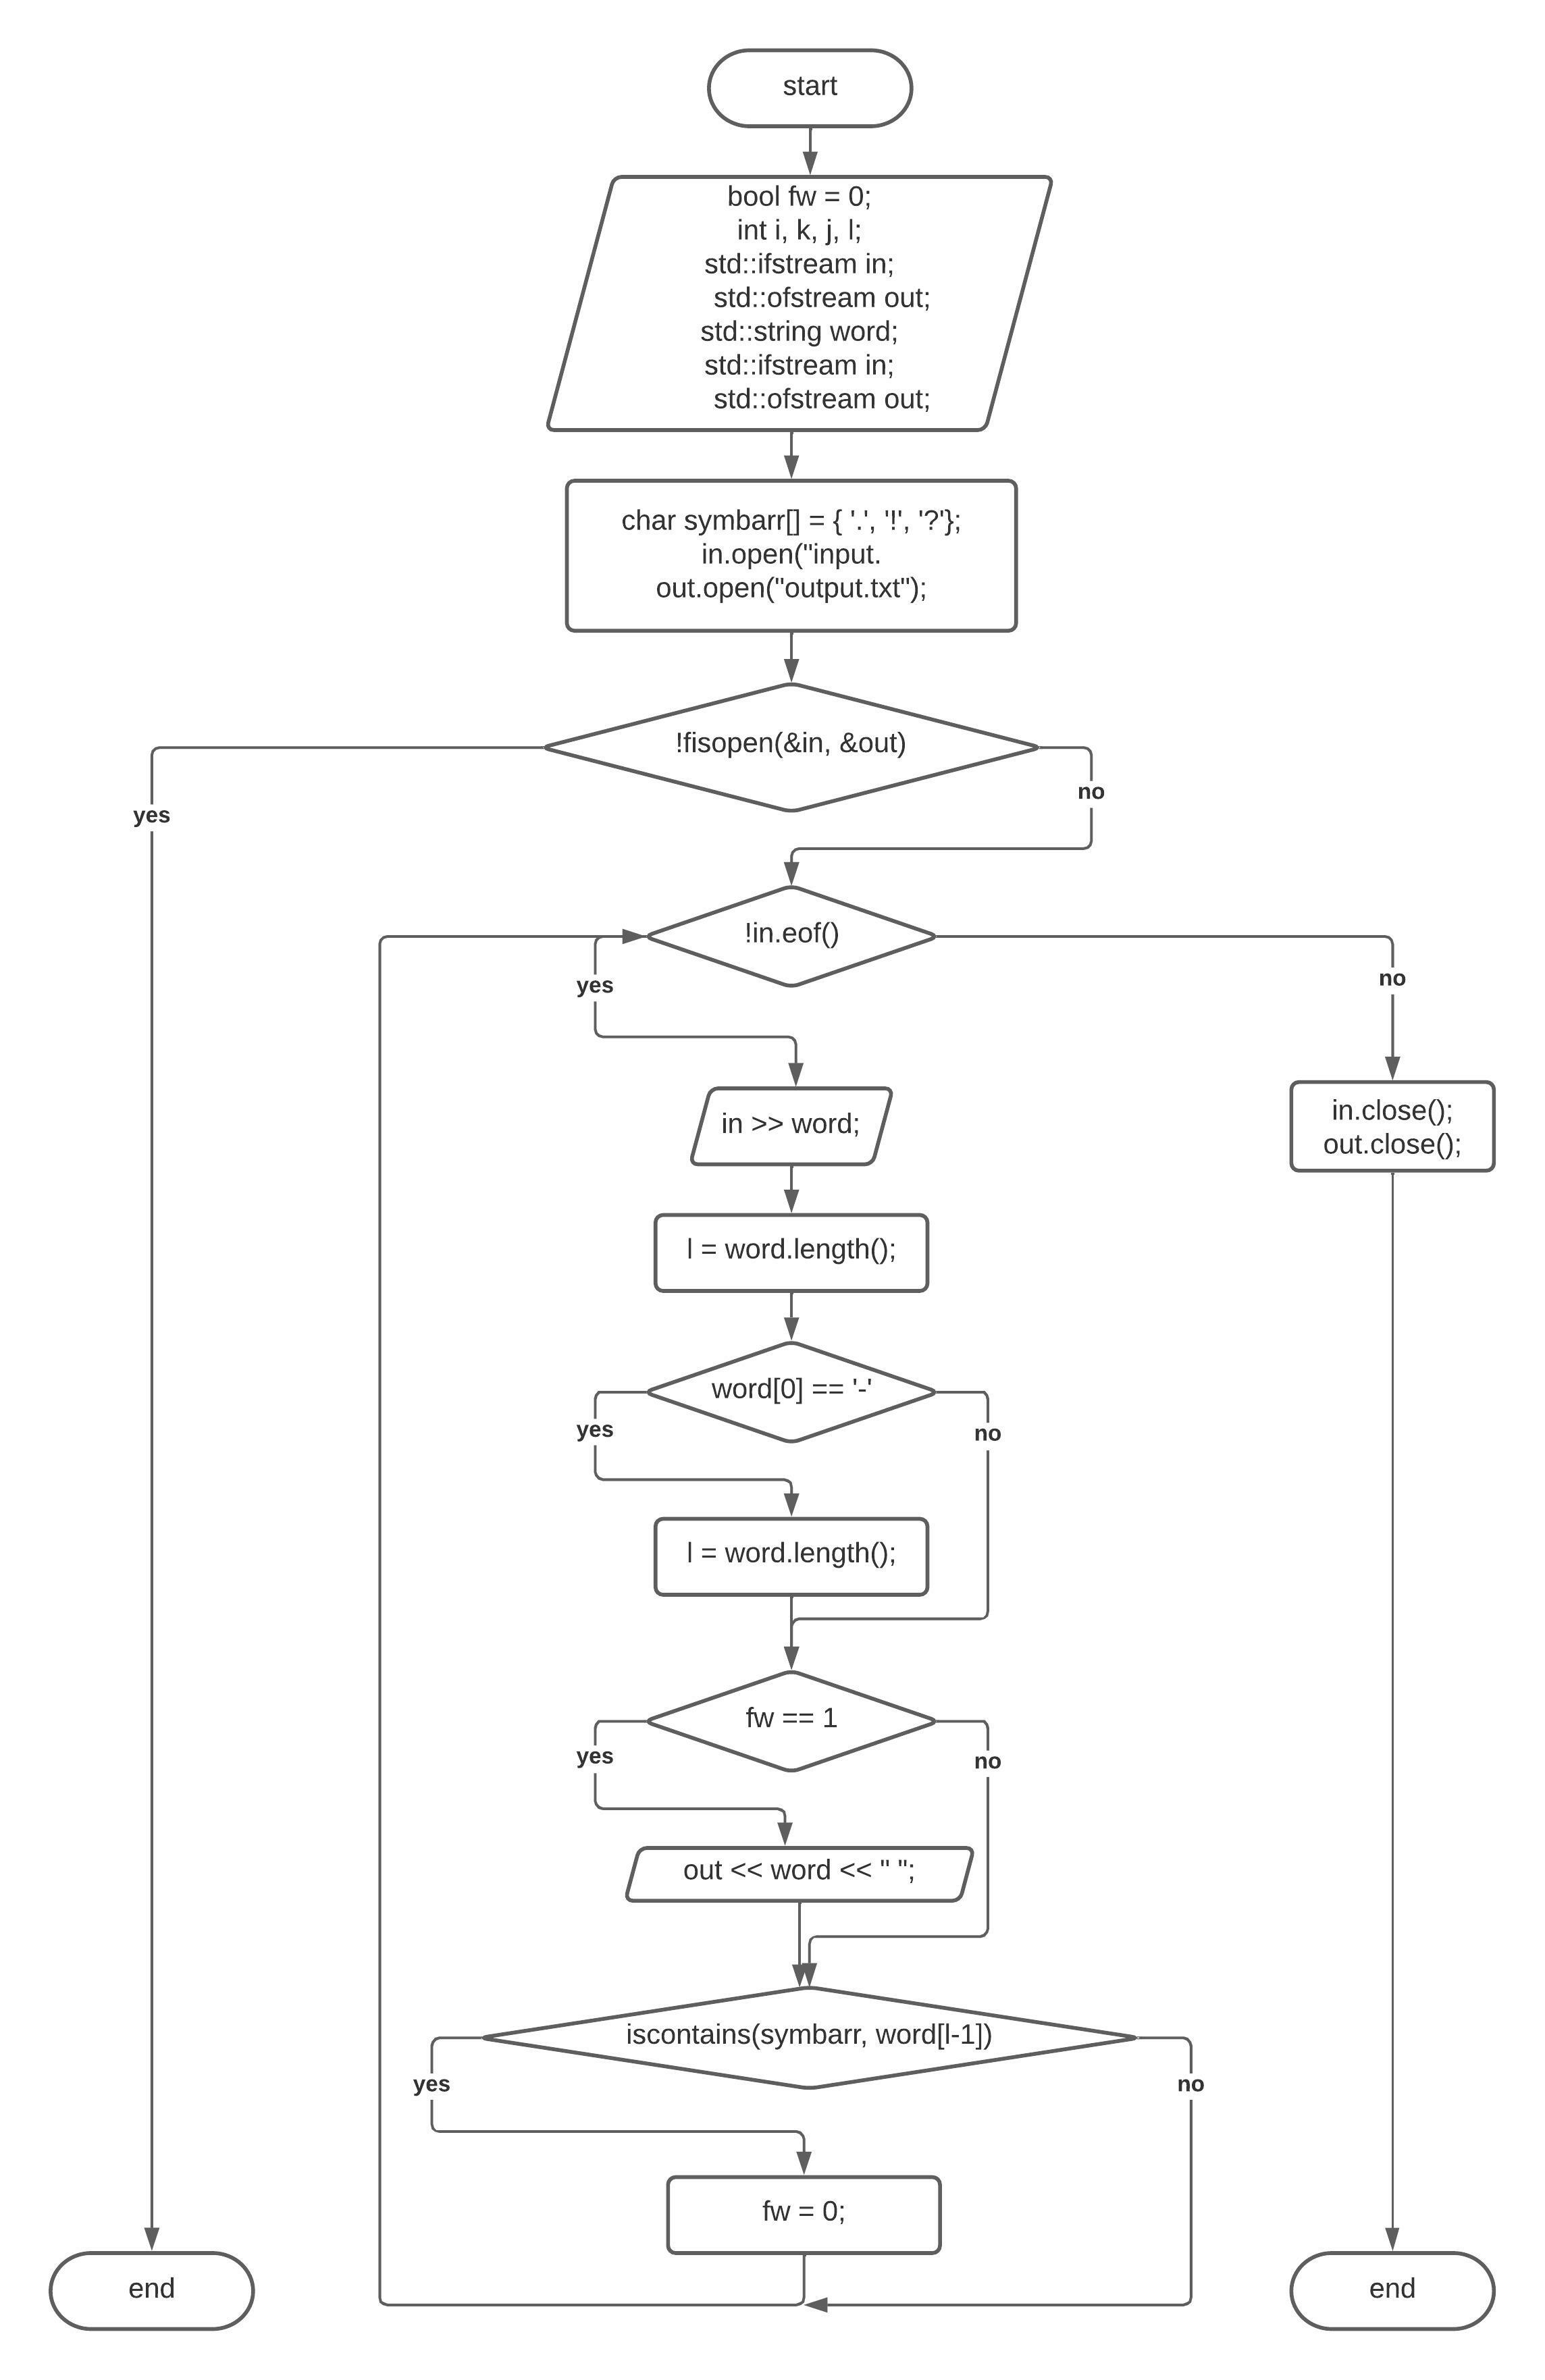 start
bool fw = 0;
int i, k, j, l;
std::ifstream in;
std::ofstream out;
std::string word;
std::ifstream in;
std::ofstream out;
char symbarr[] = { '.', '!', '?'};
in.open("input.
out.open("output.txt");
!fisopen(&in, &out)
yes
no
!in.eof()
yes
no
in >> word;
in.close();
out.close();
l = word.length();
word[0] == '-'
yes
no
l = word.length();
fw == 1
yes
no
out << word << " ";
iscontains(symbarr, word[l-1])
yes
no
fw = 0;
end
end